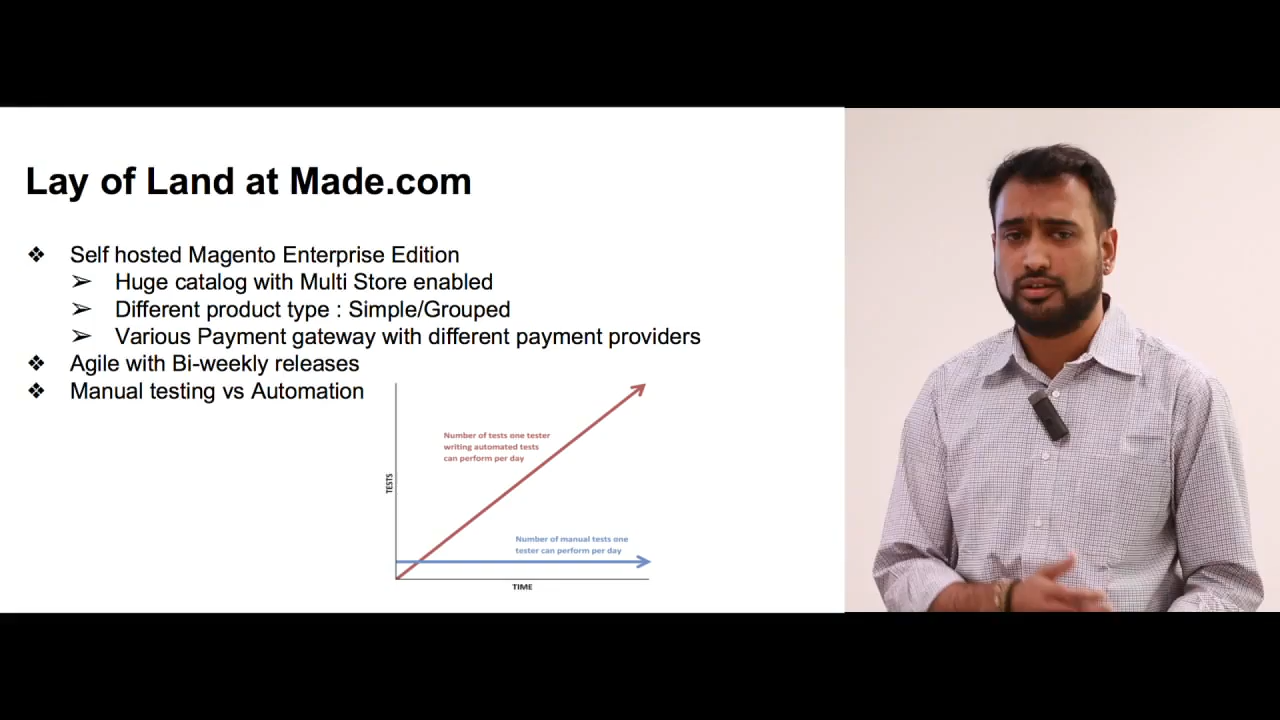 Lay of Land at Made.com
❖ Self hosted Magento Enterprise Edition
➢ Huge catalog with Multi Store enabled
➢ Different product type : Simple/Grouped
➢ Various Payment gateway with different payment providers
❖ Agile with Bi-weekly releases
❖ Manual testing vs Automation
Number of tests one tester
writing automated tests
can perform per day
TESTS
Number of manual tests one
tester can perform per day
TIME